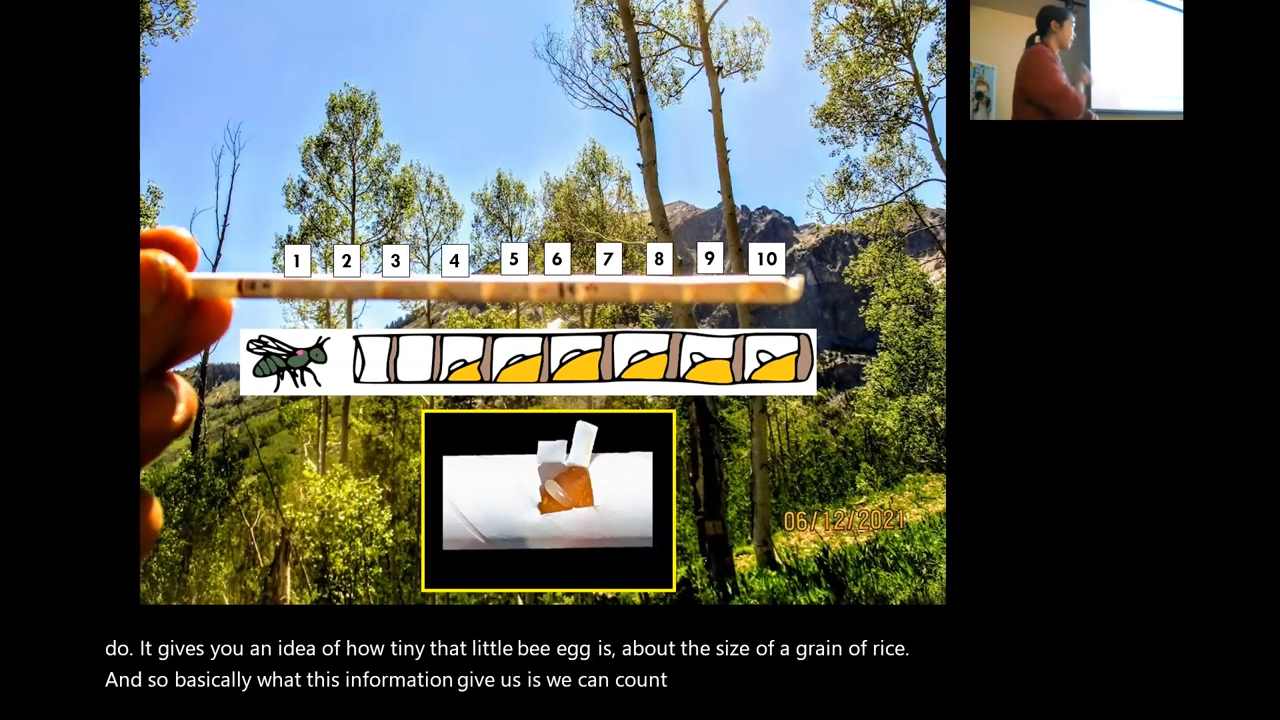 1 2 3 4 5 6 7 8 9 10
06/12/2021
do. It gives you an idea of how tiny that little bee egg is, about the size of a grain of rice.
And so basically what this information give us is we can count